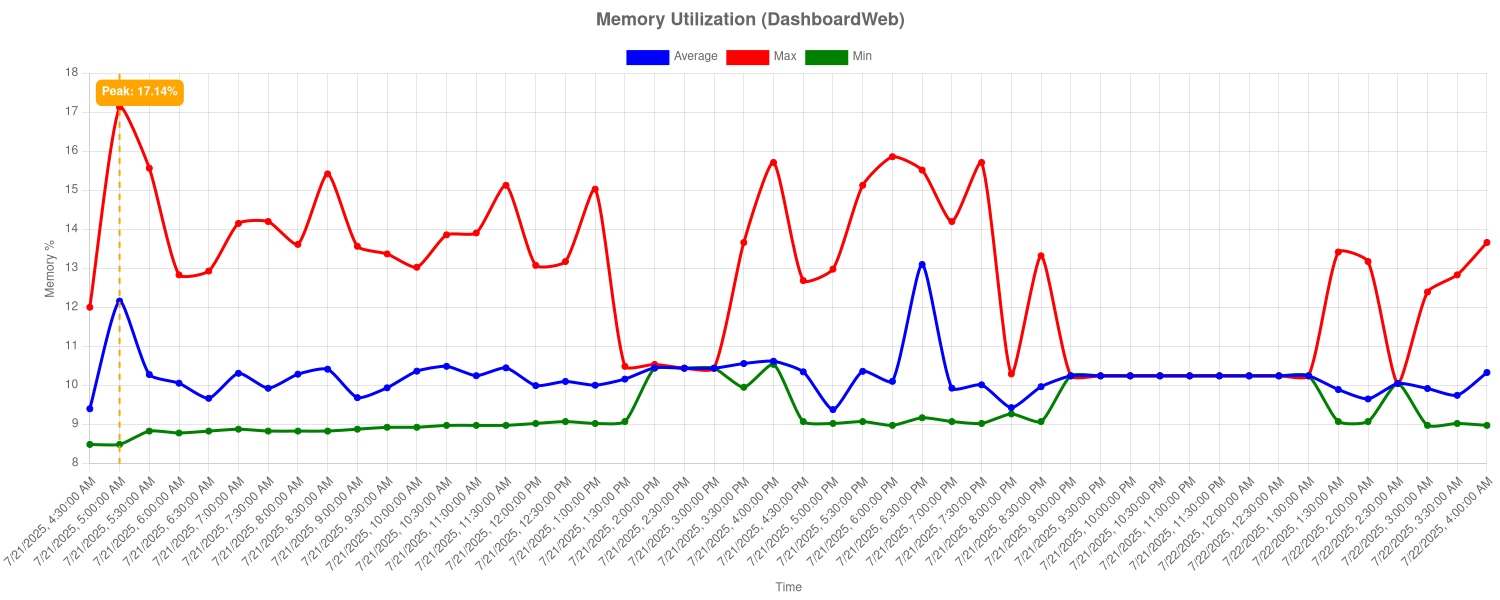 Memory Utilization (DashboardWeb)
Average Max Min
Peak: 17.14%
Memory %
18
17
16
15
14
13
12
11
10
9
8
7/21/2025, 4:30:00 AM
7/21/2025, 5:00:00 AM
7/21/2025, 5:30:00 AM
7/21/2025, 6:00:00 AM
7/21/2025, 6:30:00 AM
7/21/2025, 7:00:00 AM
7/21/2025, 7:30:00 AM
7/21/2025, 8:00:00 AM
7/21/2025, 8:30:00 AM
7/21/2025, 9:00:00 AM
7/21/2025, 9:30:00 AM
7/21/2025, 10:00:00 AM
7/21/2025, 10:30:00 AM
7/21/2025, 11:00:00 AM
7/21/2025, 11:30:00 AM
7/21/2025, 12:00:00 PM
7/21/2025, 12:30:00 PM
7/21/2025, 1:00:00 PM
7/21/2025, 1:30:00 PM
7/21/2025, 2:00:00 PM
7/21/2025, 2:30:00 PM
7/21/2025, 3:00:00 PM
7/21/2025, 3:30:00 PM
7/21/2025, 4:00:00 PM
7/21/2025, 4:30:00 PM
7/21/2025, 5:00:00 PM
7/21/2025, 5:30:00 PM
7/21/2025, 6:00:00 PM
7/21/2025, 6:30:00 PM
7/21/2025, 7:00:00 PM
7/21/2025, 7:30:00 PM
7/21/2025, 8:00:00 PM
7/21/2025, 8:30:00 PM
7/21/2025, 9:00:00 PM
7/21/2025, 9:30:00 PM
7/21/2025, 10:00:00 PM
7/21/2025, 10:30:00 PM
7/21/2025, 11:00:00 PM
7/21/2025, 11:30:00 PM
7/22/2025, 12:00:00 AM
7/22/2025, 12:30:00 AM
7/22/2025, 1:00:00 AM
7/22/2025, 1:30:00 AM
7/22/2025, 2:00:00 AM
7/22/2025, 2:30:00 AM
7/22/2025, 3:00:00 AM
7/22/2025, 3:30:00 AM
7/22/2025, 4:00:00 AM
Time